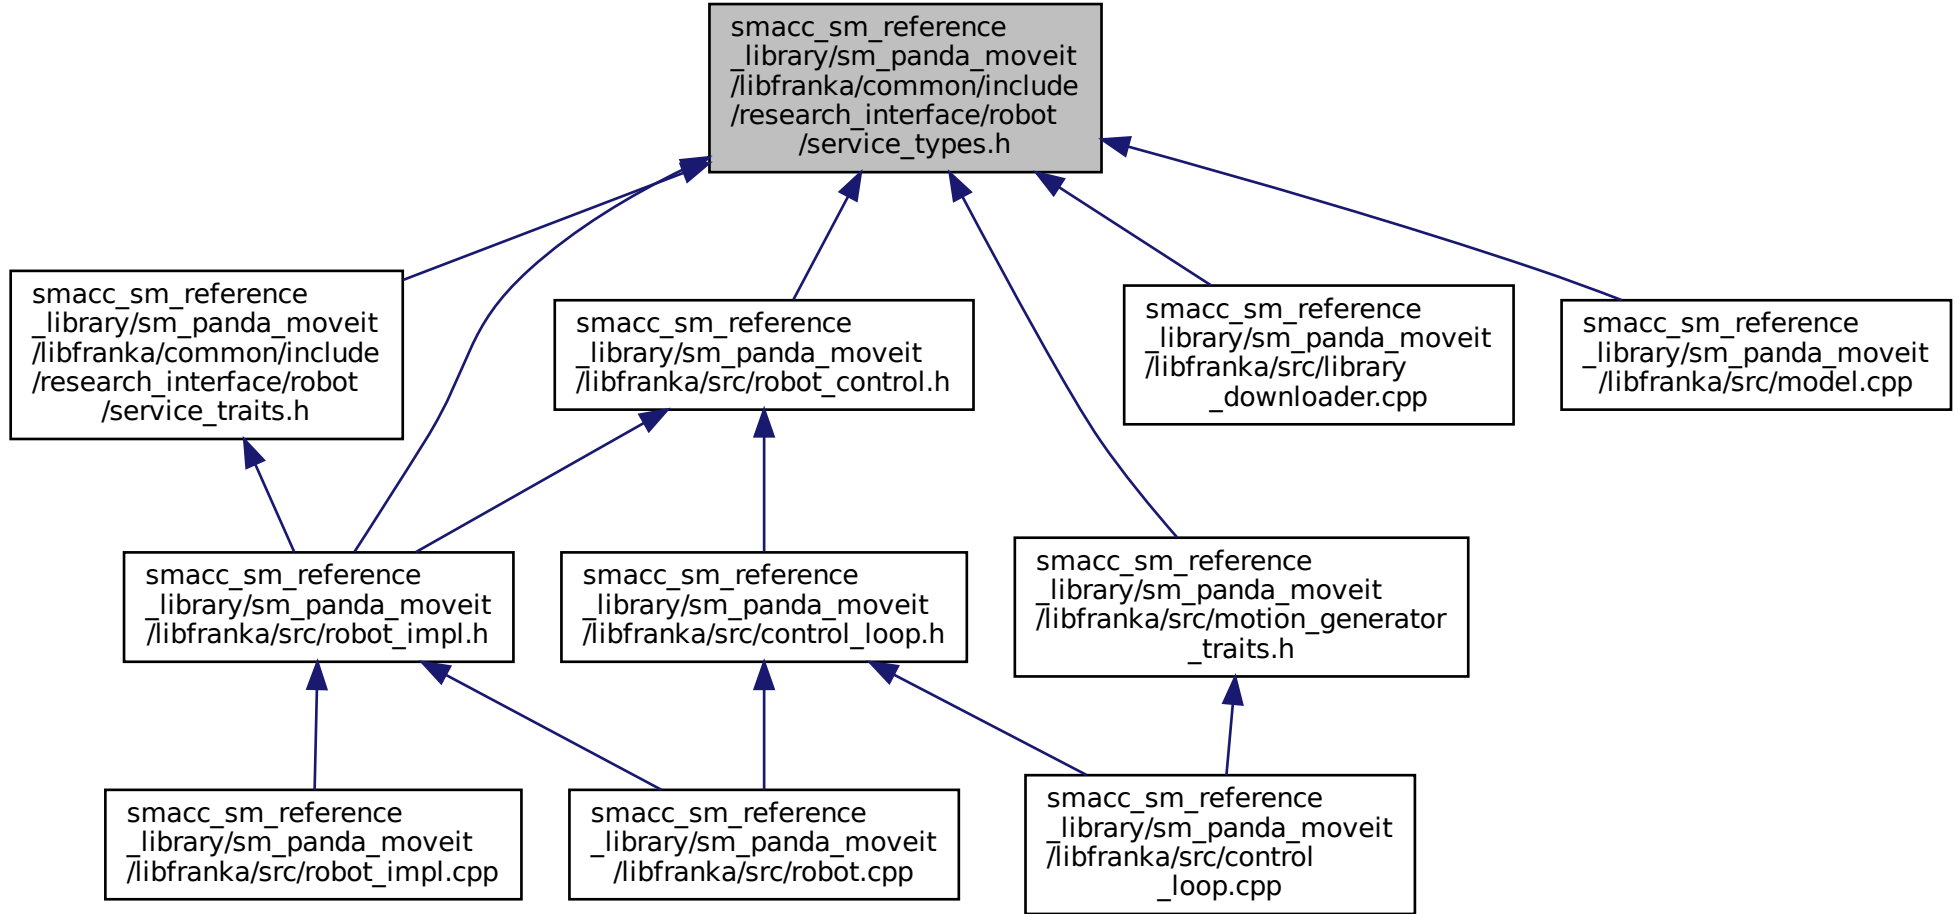 smacc_sm_reference
_library/sm_panda_moveit
/libfranka/common/include
/research_interface/robot
/service_types.h
smacc_sm_reference
_library/sm_panda_moveit
/libfranka/common/include
/research_interface/robot
/service_traits.h
smacc_sm_reference
_library/sm_panda_moveit
/libfranka/src/robot_control.h
smacc_sm_reference
_library/sm_panda_moveit
/libfranka/src/library
_downloader.cpp
smacc_sm_reference
_library/sm_panda_moveit
/libfranka/src/model.cpp
smacc_sm_reference
_library/sm_panda_moveit
/libfranka/src/robot_impl.h
smacc_sm_reference
_library/sm_panda_moveit
/libfranka/src/control_loop.h
smacc_sm_reference
_library/sm_panda_moveit
/libfranka/src/motion_generator
_traits.h
smacc_sm_reference
_library/sm_panda_moveit
/libfranka/src/robot_impl.cpp
smacc_sm_reference
_library/sm_panda_moveit
/libfranka/src/robot.cpp
smacc_sm_reference
_library/sm_panda_moveit
/libfranka/src/control
_loop.cpp